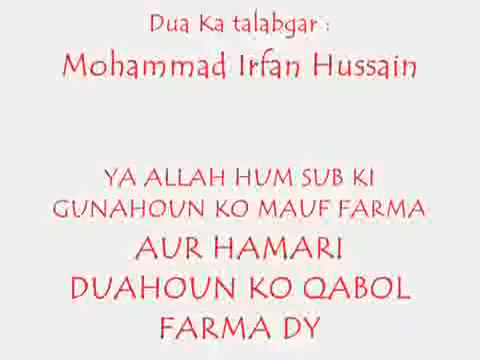 Dua Ka talabgar :
Mohammad Irfan Hussain
YA ALLAH HUM SUB KI
GUNAHOUN KO MAUF FARMA
AUR HAMARI
DUAHOUN KO QABOL
FARMA DY